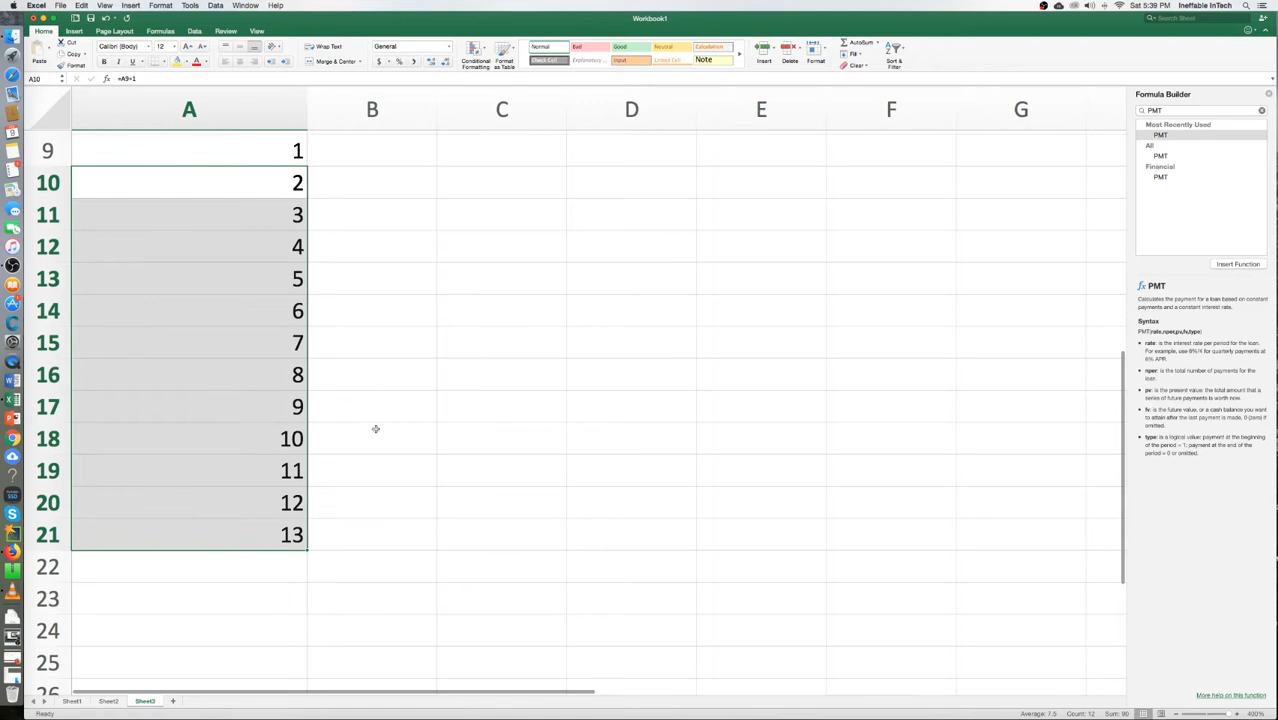 Excel File Edit View Insert Format Tools Data Window Help
Sat 5:39 PM Ineffable InTech
Workbook1
Search Sheet
Home Insert Page Layout Formulas Data Review View
Paste Cut Copy Format
Calibri (Body) 12
B I U
Wrap Text
Merge & Center
General
Conditional Formatting
Format as Table
Normal Bad Good Neutral Calculation
Check Cell Explanatory... Input Linked Cell Note
Insert Delete Format
AutoSum
Fill
Clear
Sort & Filter
A10 fx =A9+1
A B C D E F G
9 1
10 2
11 3
12 4
13 5
14 6
15 7
16 8
17 9
18 10
19 11
20 12
21 13
22
23
24
25
26
Formula Builder
PMT
Most Recently Used
PMT
All
PMT
Financial
PMT
Insert Function
fx PMT
Calculates the payment for a loan based on constant
payments and a constant interest rate.
Syntax
PMT(rate,nper,pv,fv,type)
• rate: is the interest rate per period for the loan.
For example, use 6%/4 for quarterly payments at
6% APR.
• nper: is the total number of payments for the
loan.
• pv: is the present value: the total amount that a
series of future payments is worth now.
• fv: is the future value, or a cash balance you want
to attain after the last payment is made, 0 (zero) if
omitted.
• type: is a logical value: payment at the beginning
of the period = 1; payment at the end of the
period = 0 or omitted.
More help on this function
Sheet1 Sheet2 Sheet3 +
Ready
Average: 7.5 Count: 12 Sum: 90
400%